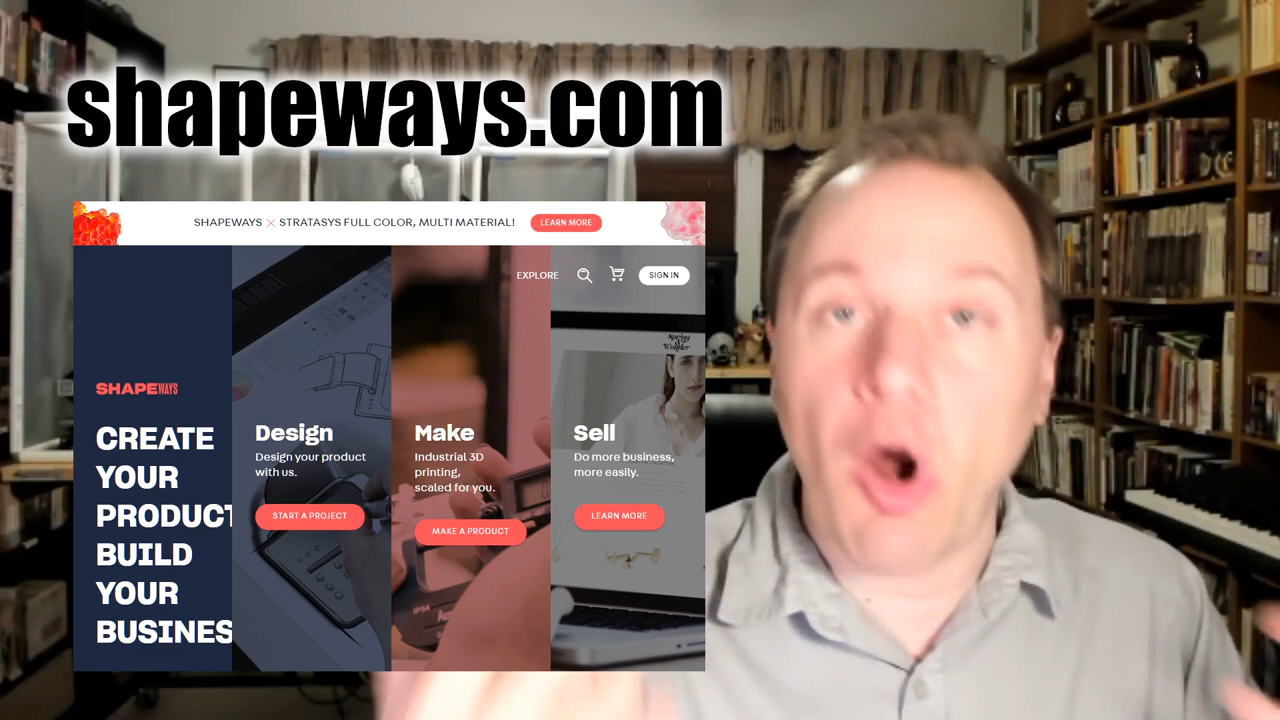 shapeways.com
SHAPEWAYS X STRATASYS FULL COLOR, MULTI MATERIAL!
LEARN MORE
EXPLORE
SIGN IN
Spring
Wonder
SHAPEWAYS
CREATE
YOUR
PRODUCT
BUILD
YOUR
BUSINES
Design
Design your product
with us.
START A PROJECT
Make
Industrial 3D
printing,
scaled for you.
MAKE A PRODUCT
Sell
Do more business,
more easily.
LEARN MORE